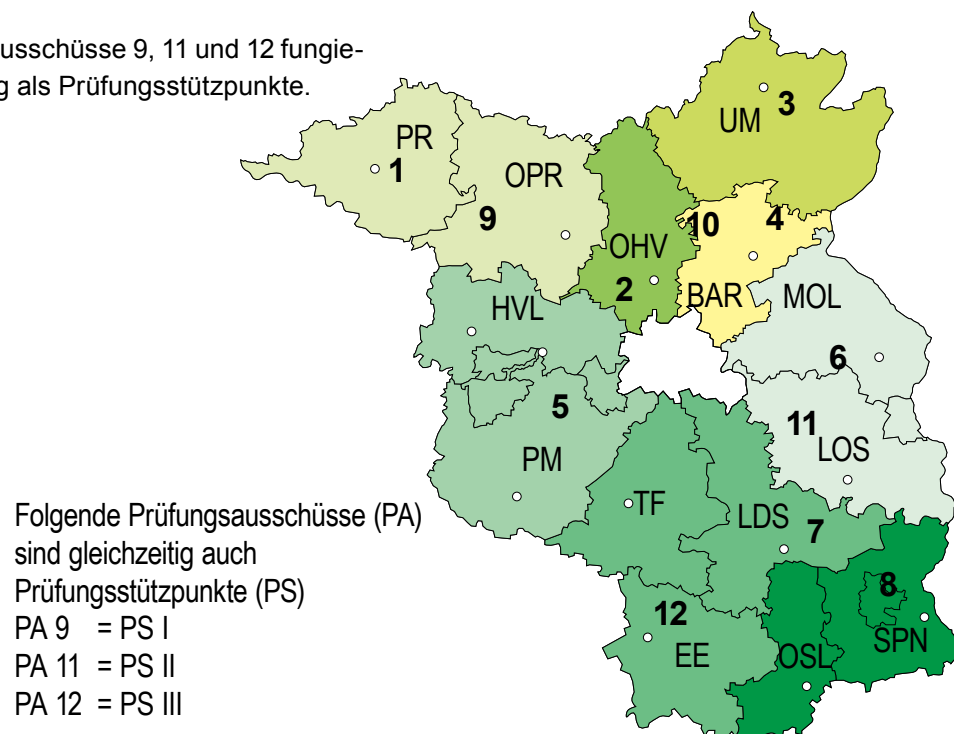 usschüsse 9, 11 und 12 fungie-
g als Prüfungsstützpunkte.
UM 3
PR
1
OPR
9
10
4
OHV
2
BAR
MOL
HVL
6
5
11
LOS
PM
TF
LDS
7
8
12
EE
OSL
SPN
Folgende Prüfungsausschüsse (PA)
sind gleichzeitig auch
Prüfungsstützpunkte (PS)
PA 9 = PS I
PA 11 = PS II
PA 12 = PS III